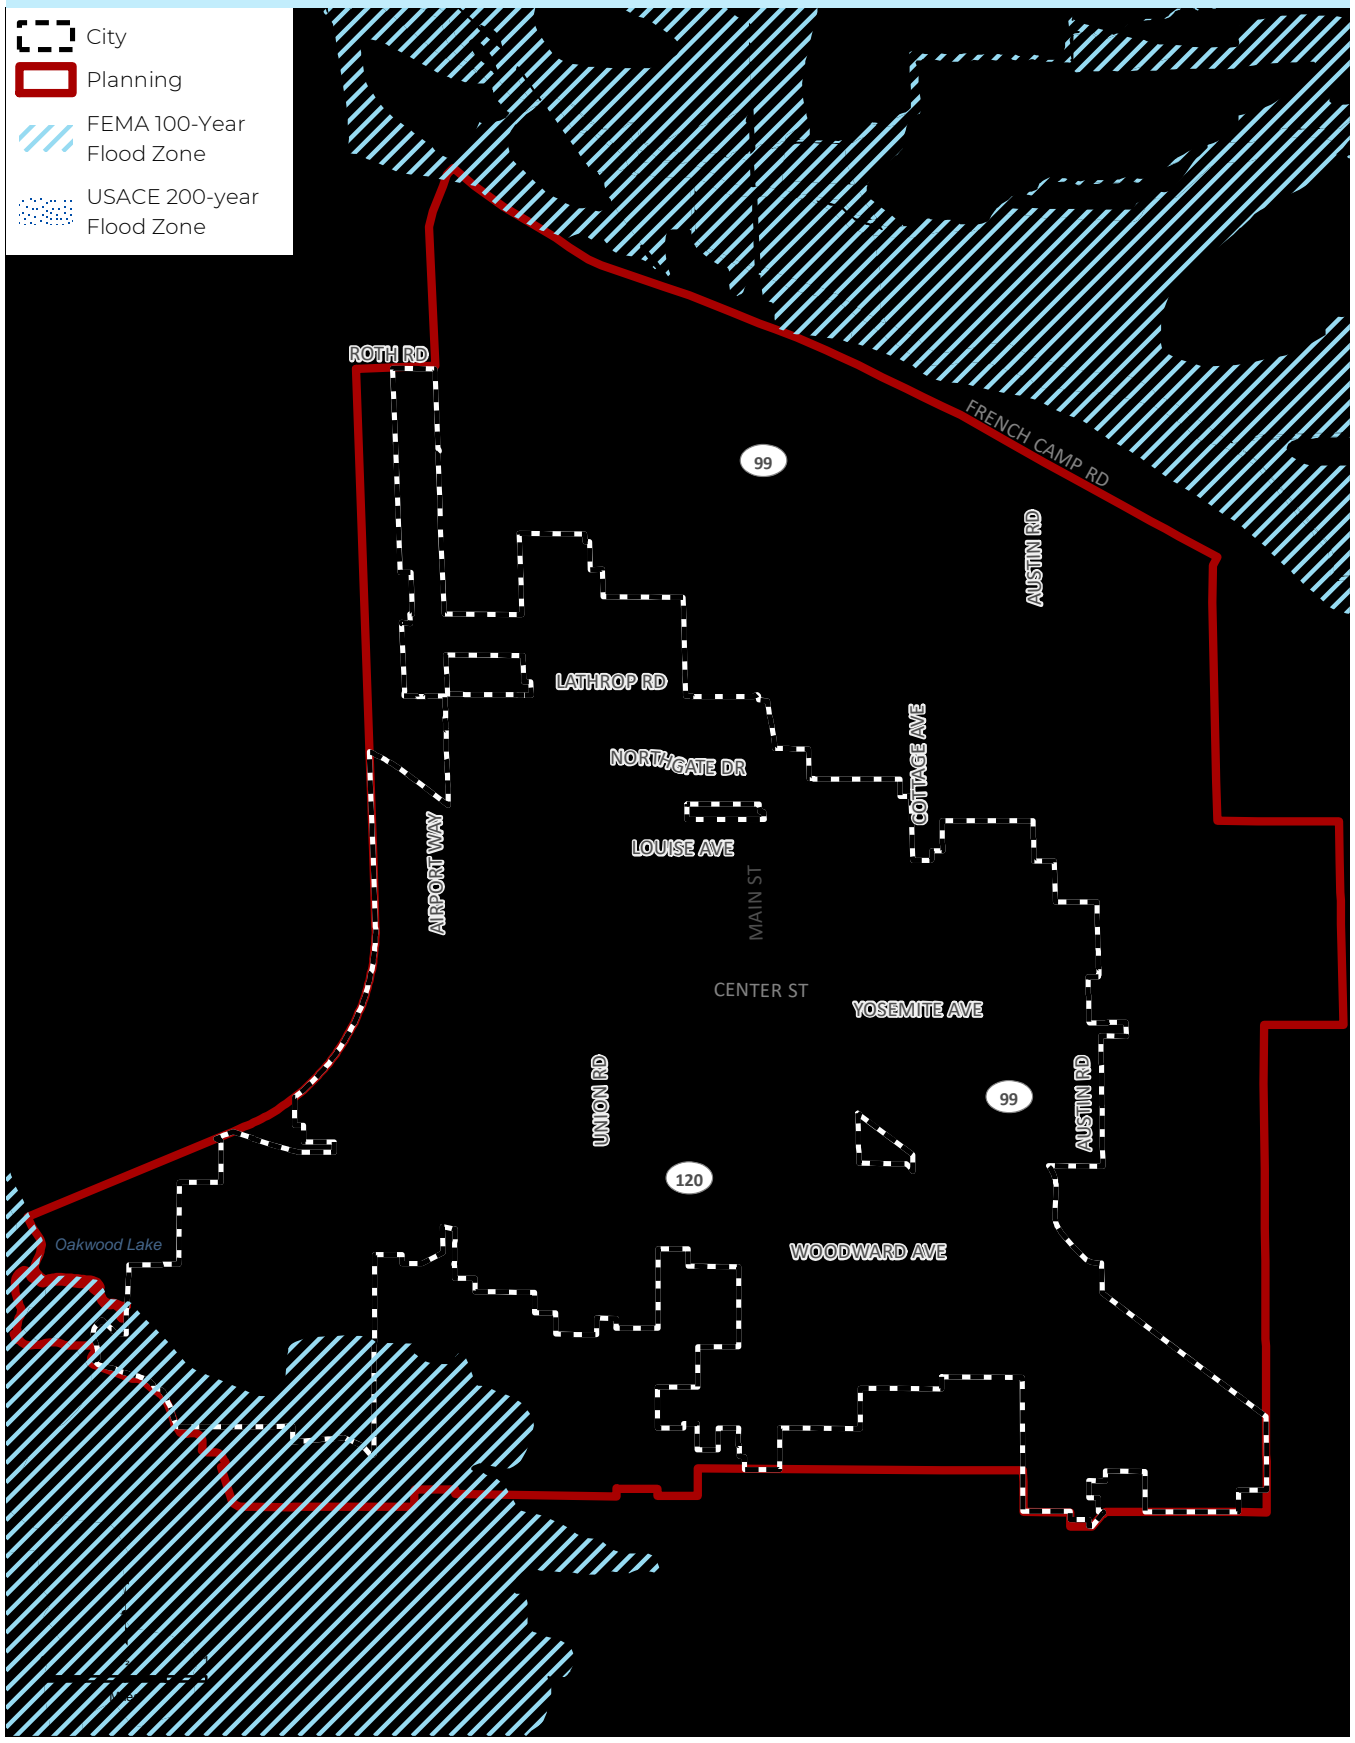 City
Planning
FEMA 100-Year
Flood Zone
USACE 200-year
Flood Zone
ROTH RD
FRENCH CAMP RD
99
AUSTIN RD
LATHROP RD
COTTAGE AVE
NORTHGATE DR
LOUISE AVE
AIRPORT WAY
MAIN ST
CENTER ST
YOSEMITE AVE
UNION RD
99
AUSTIN RD
120
Oakwood Lake
WOODWARD AVE